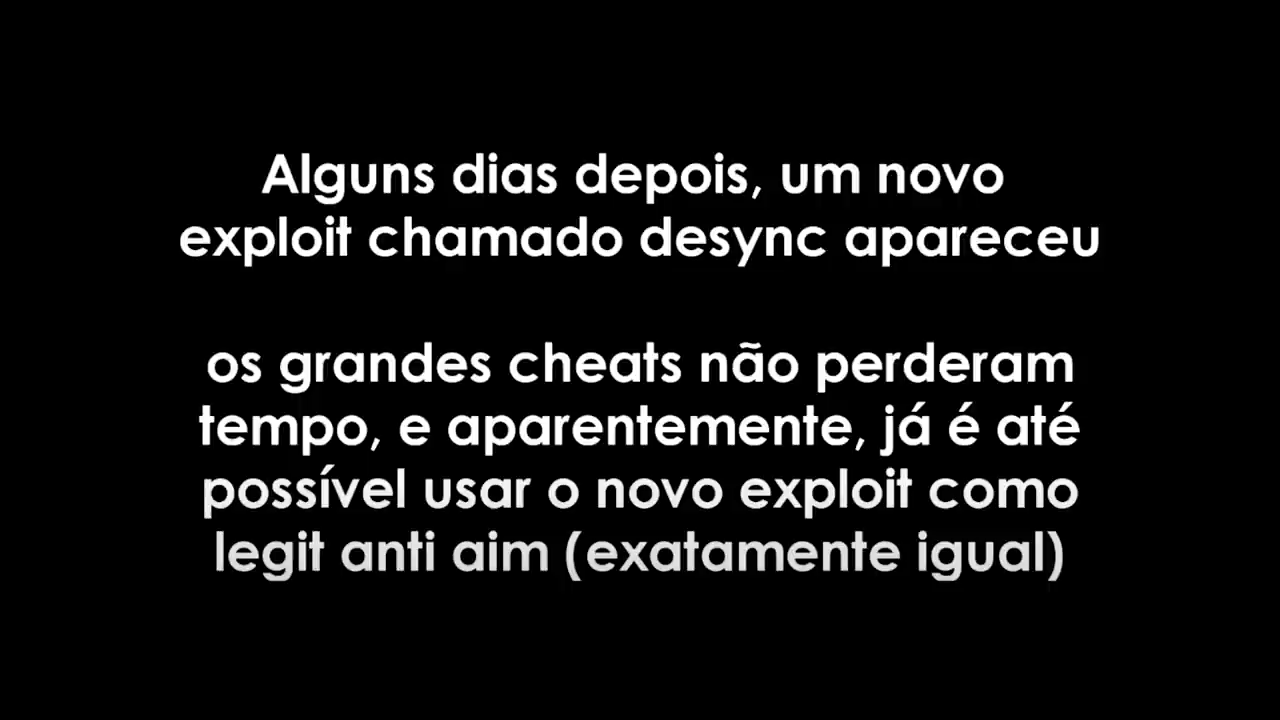 Alguns dias depois, um novo
exploit chamado desync apareceu
os grandes cheats não perderam
tempo, e aparentemente, já é até
possível usar o novo exploit como
legit anti aim (exatamente igual)